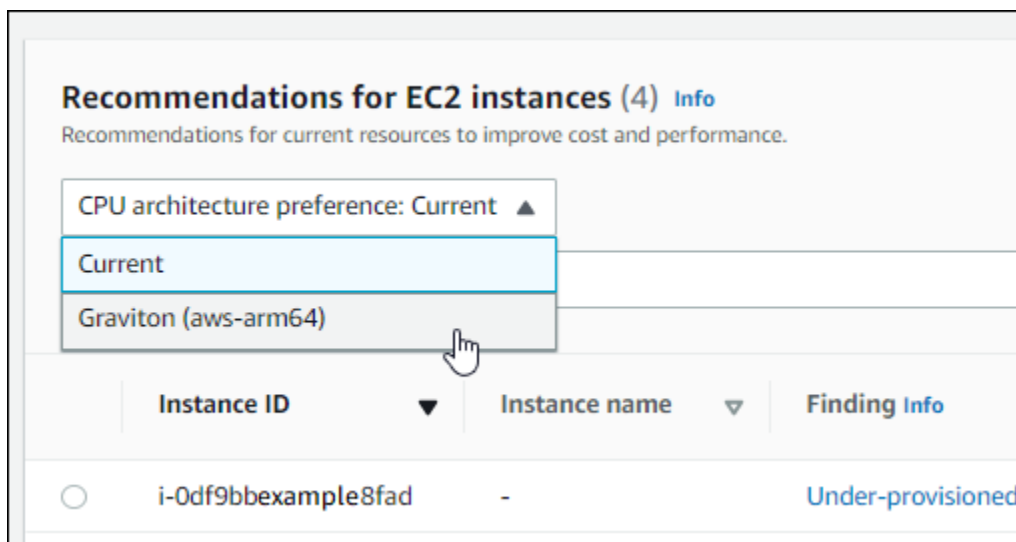 Recommendations for EC2 instances (4) Info
Recommendations for current resources to improve cost and performance.
CPU architecture preference: Current
Current
Graviton (aws-arm64)
Instance ID Instance name Finding Info
i-0df9bbexample8fad - Under-provisioned